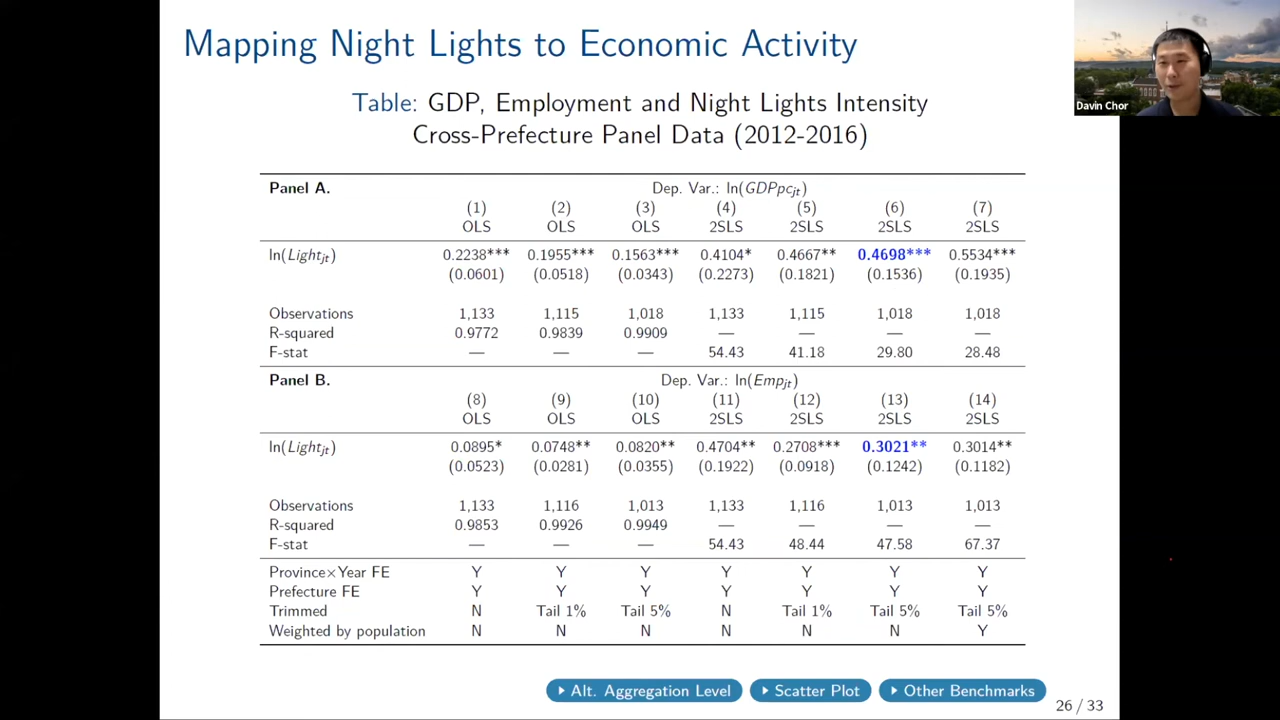 Mapping Night Lights to Economic Activity
Davin Chor
Table: GDP, Employment and Night Lights Intensity
Cross-Prefecture Panel Data (2012-2016)
Panel A. Dep. Var.: ln(GDPpc_jt)
(1) (2) (3) (4) (5) (6) (7)
OLS OLS OLS 2SLS 2SLS 2SLS 2SLS
ln(Light_jt) 0.2238*** 0.1955*** 0.1563*** 0.4104* 0.4667** 0.4698*** 0.5534***
(0.0601) (0.0518) (0.0343) (0.2273) (0.1821) (0.1536) (0.1935)
Observations 1,133 1,115 1,018 1,133 1,115 1,018 1,018
R-squared 0.9772 0.9839 0.9909 — — — —
F-stat — — — 54.43 41.18 29.80 28.48
Panel B. Dep. Var.: ln(Emp_jt)
(8) (9) (10) (11) (12) (13) (14)
OLS OLS OLS 2SLS 2SLS 2SLS 2SLS
ln(Light_jt) 0.0895* 0.0748** 0.0820** 0.4704** 0.2708*** 0.3021** 0.3014**
(0.0523) (0.0281) (0.0355) (0.1922) (0.0918) (0.1242) (0.1182)
Observations 1,133 1,116 1,013 1,133 1,116 1,013 1,013
R-squared 0.9853 0.9926 0.9949 — — — —
F-stat — — — 54.43 48.44 47.58 67.37
Province×Year FE Y Y Y Y Y Y Y
Prefecture FE Y Y Y Y Y Y Y
Trimmed N Tail 1% Tail 5% N Tail 1% Tail 5% Tail 5%
Weighted by population N N N N N N Y
Alt. Aggregation Level Scatter Plot Other Benchmarks
26 / 33